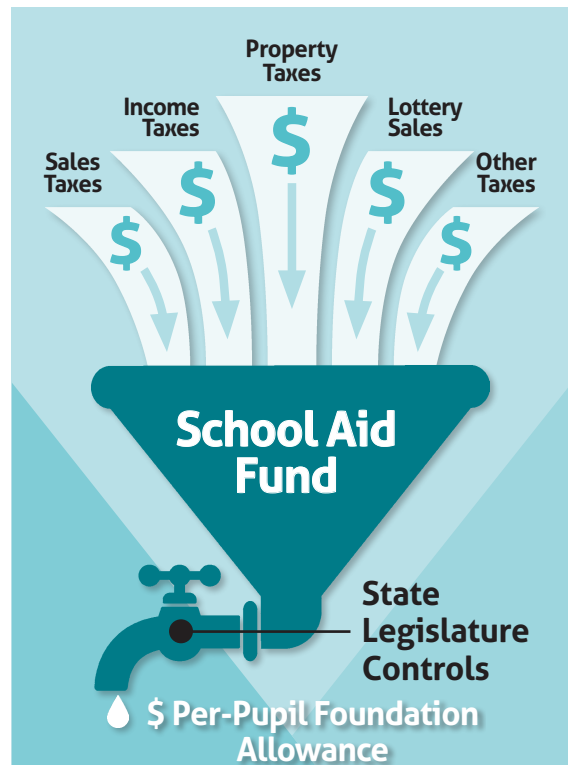 Property
Taxes
Income
Taxes
Lottery
Sales
Sales
Taxes
Other
Taxes
$
$
$
$
$
School Aid
Fund
State
Legislature
Controls
$ Per-Pupil Foundation
Allowance